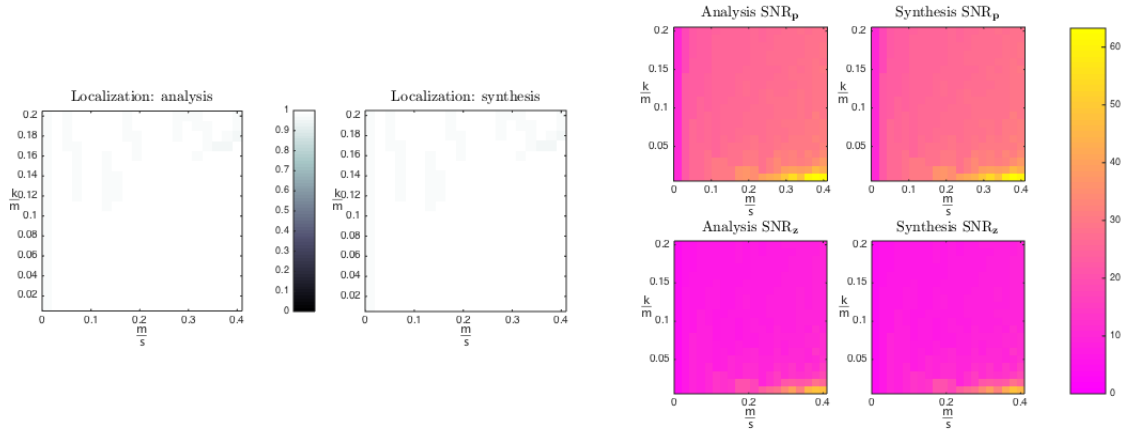 Localization: analysis
0.2
0.18
0.16
0.14
0.12
k
m
0.1
0.08
0.06
0.04
0.02
0 0.1 0.2 0.3 0.4
m
s
1
0.9
0.8
0.7
0.6
0.5
0.4
0.3
0.2
0.1
0
Localization: synthesis
0.2
0.18
0.16
0.14
0.12
k
m
0.1
0.08
0.06
0.04
0.02
0 0.1 0.2 0.3 0.4
m
s
Analysis SNRp
0.2
0.15
k
m
0.1
0.05
0 0.1 0.2 0.3 0.4
m
s
Synthesis SNRp
0.2
0.15
k
m
0.1
0.05
0 0.1 0.2 0.3 0.4
m
s
Analysis SNRz
0.2
0.15
k
m
0.1
0.05
0 0.1 0.2 0.3 0.4
m
s
Synthesis SNRz
0.2
0.15
k
m
0.1
0.05
0 0.1 0.2 0.3 0.4
m
s
60
50
40
30
20
10
0